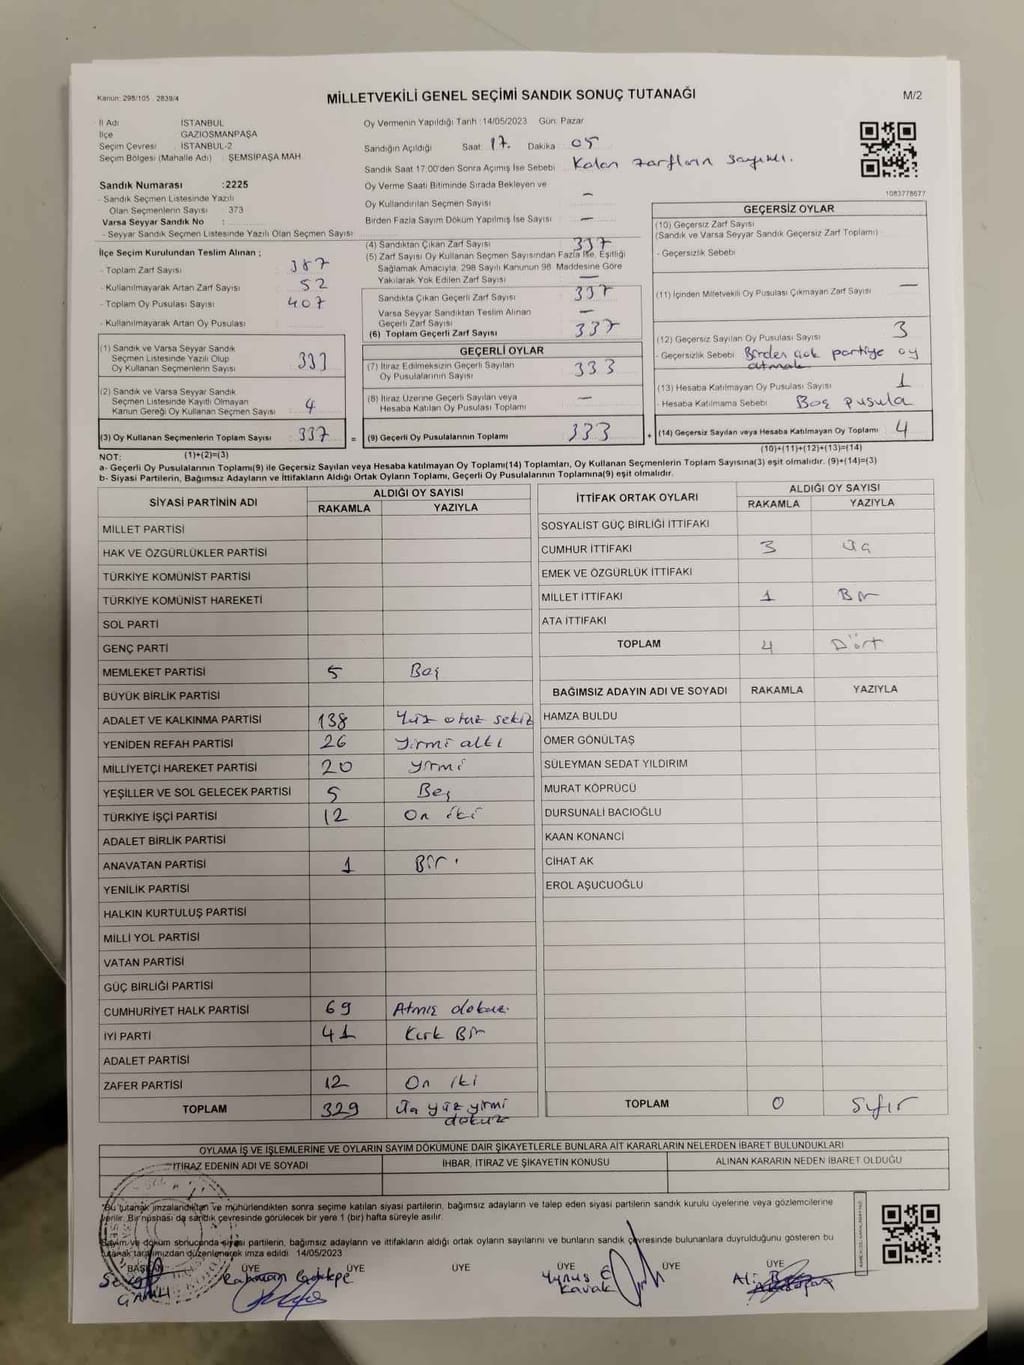 Kanun: 298/105 2839/4
MİLLETVEKİLİ GENEL SEÇİMİ SANDIK SONUÇ TUTANAĞI
M/2
İl Adı : İSTANBUL
İlçe : GAZİOSMANPAŞA
Seçim Çevresi : İSTANBUL-2
Seçim Bölgesi (Mahalle Adı) : ŞEMSİPAŞA MAH.
Sandık Numarası :2225
- Sandık Seçmen Listesinde Yazılı
Olan Seçmenlerin Sayısı : 373
Varsa Seyyar Sandık No :
- Seyyar Sandık Seçmen Listesinde Yazılı Olan Seçmen Sayısı :
Oy Vermenin Yapıldığı Tarih :14/05/2023 Gün: Pazar
Sandığın Açıldığı Saat 17. Dakika 05
Sandık Saat 17:00'den Sonra Açılmış İse Sebebi Kalan zarfların sayımı.
Oy Verme Saati Bitiminde Sırada Bekleyen ve
Oy Kullandırılan Seçmen Sayısı —
Birden Fazla Sayım Döküm Yapılmış İse Sayısı —
1083778677
İlçe Seçim Kurulundan Teslim Alınan ;
- Toplam Zarf Sayısı 387
- Kullanılmayarak Artan Zarf Sayısı 52
- Toplam Oy Pusulası Sayısı 407
- Kullanılmayarak Artan Oy Pusulası
(1) Sandık ve Varsa Seyyar Sandık
Seçmen Listesinde Yazılı Olup
Oy Kullanan Seçmenlerin Sayısı 333
(2) Sandık ve Varsa Seyyar Sandık
Seçmen Listesinde Kayıtlı Olmayan
Kanun Gereği Oy Kullanan Seçmen Sayısı 4
(3) Oy Kullanan Seçmenlerin Toplam Sayısı 337
(4) Sandıktan Çıkan Zarf Sayısı 337
(5) Zarf Sayısı Oy Kullanan Seçmen Sayısından Fazla İse, Eşitliği
Sağlamak Amacıyla, 298 Sayılı Kanunun 98. Maddesine Göre
Yakılarak Yok Edilen Zarf Sayısı —
Sandıkta Çıkan Geçerli Zarf Sayısı 337
Varsa Seyyar Sandıktan Teslim Alınan
Geçerli Zarf Sayısı —
(6) Toplam Geçerli Zarf Sayısı 337
GEÇERLİ OYLAR
(7) İtiraz Edilmeksizin Geçerli Sayılan
Oy Pusulalarının Sayısı 333
(8) İtiraz Üzerine Geçerli Sayılan veya
Hesaba Katılan Oy Pusulası Toplamı —
= (9) Geçerli Oy Pusulalarının Toplamı 333
GEÇERSİZ OYLAR
(10) Geçersiz Zarf Sayısı
(Sandık ve Varsa Seyyar Sandık Geçersiz Zarf Toplamı)
- Geçersizlik Sebebi
(11) İçinden Milletvekili Oy Pusulası Çıkmayan Zarf Sayısı —
(12) Geçersiz Sayılan Oy Pusulası Sayısı 3
- Geçersizlik Sebebi Birden çok partiye oy
atmak
(13) Hesaba Katılmayan Oy Pusulası Sayısı 1
- Hesaba Katılmama Sebebi Boş pusula
+ (14) Geçersiz Sayılan veya Hesaba Katılmayan Oy Toplamı 4
NOT: (1)+(2)=(3) (10)+(11)+(12)+(13)=(14)
a- Geçerli Oy Pusulalarının Toplamı(9) ile Geçersiz Sayılan veya Hesaba katılmayan Oy Toplamı(14) Toplamları, Oy Kullanan Seçmenlerin Toplam Sayısına(3) eşit olmalıdır. (9)+(14)=(3)
b- Siyasi Partilerin, Bağımsız Adayların ve İttifakların Aldığı Oyların Toplamı, Geçerli Oy Pusulalarının Toplamına(9) eşit olmalıdır.
SİYASİ PARTİNİN ADI ALDIĞI OY SAYISI
RAKAMLA YAZIYLA
MİLLET PARTİSİ
HAK VE ÖZGÜRLÜKLER PARTİSİ
TÜRKİYE KOMÜNİST PARTİSİ
TÜRKİYE KOMÜNİST HAREKETİ
SOL PARTİ
GENÇ PARTİ
MEMLEKET PARTİSİ 5 Beş
BÜYÜK BİRLİK PARTİSİ
ADALET VE KALKINMA PARTİSİ 138 Yüz otuz sekiz
YENİDEN REFAH PARTİSİ 26 Yirmi altı
MİLLİYETÇİ HAREKET PARTİSİ 20 yirmi
YEŞİLLER VE SOL GELECEK PARTİSİ 5 Beş
TÜRKİYE İŞÇİ PARTİSİ 12 On iki
ADALET BİRLİK PARTİSİ
ANAVATAN PARTİSİ 1 Bir
YENİLİK PARTİSİ
HALKIN KURTULUŞ PARTİSİ
MİLLİ YOL PARTİSİ
VATAN PARTİSİ
GÜÇ BİRLİĞİ PARTİSİ
CUMHURİYET HALK PARTİSİ 69 Atmış dokuz.
İYİ PARTİ 41 Kırk Bir
ADALET PARTİSİ
ZAFER PARTİSİ 12 On iki
TOPLAM 329 Üç yüz yirmi
dokuz
İTTİFAK ORTAK OYLARI ALDIĞI OY SAYISI
RAKAMLA YAZIYLA
SOSYALİST GÜÇ BİRLİĞİ İTTİFAKI
CUMHUR İTTİFAKI 3 Üç
EMEK VE ÖZGÜRLÜK İTTİFAKI
MİLLET İTTİFAKI 1 Bir
ATA İTTİFAKI
TOPLAM 4 Dört
BAĞIMSIZ ADAYIN ADI VE SOYADI RAKAMLA YAZIYLA
HAMZA BULDU
ÖMER GÖNÜLTAŞ
SÜLEYMAN SEDAT YILDIRIM
MURAT KÖPRÜCÜ
DURSUNALİ BACIOĞLU
KAAN KONANCİ
CİHAT AK
EROL AŞUCUOĞLU
TOPLAM 0 Sıfır
OYLAMA İŞ VE İŞLEMLERİNE VE OYLARIN SAYIM DÖKÜMÜNE DAİR ŞİKAYETLERLE BUNLARA AİT KARARLARIN NELERDEN İBARET BULUNDUKLARI
İTİRAZ EDENİN ADI VE SOYADI İHBAR, İTİRAZ VE ŞİKAYETİN KONUSU ALINAN KARARIN NEDEN İBARET OLDUĞU
*Bu tutanak imzalandıktan ve mühürlendikten sonra seçime katılan siyasi partilerin, bağımsız adayların ve talep eden siyasi partilerin sandık kurulu üyelerine veya gözlemcilerine
verilir. Bir nüshası da sandık çevresinde görülecek bir yere 1 (bir) hafta süreyle asılır.
Sayım ve döküm sonucunda siyasi partilerin, bağımsız adayların ve ittifakların aldığı ortak oyların sayılarını ve bunların sandık çevresinde bulunanlara duyrulduğunu gösteren bu
tutanak tarafımızdan düzenlenerek imza edildi. 14/05/2023
BAŞKAN ÜYE ÜYE ÜYE ÜYE ÜYE ÜYE
Yunus E
Kavak
Ali